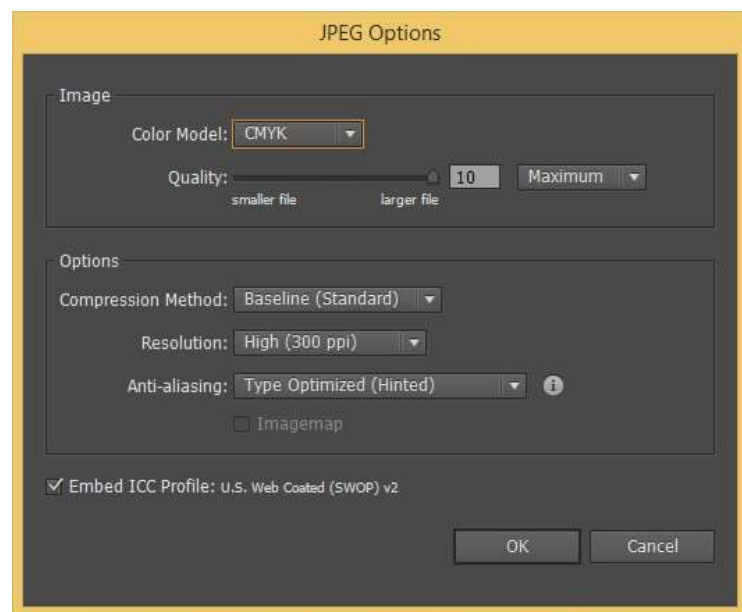 JPEG Options
Image
Color Model: CMYK
Quality: 10 Maximum
smaller file larger file
Options
Compression Method: Baseline (Standard)
Resolution: High (300 ppi)
Anti-aliasing: Type Optimized (Hinted)
Imagemap
Embed ICC Profile: U.S. Web Coated (SWOP) v2
OK Cancel